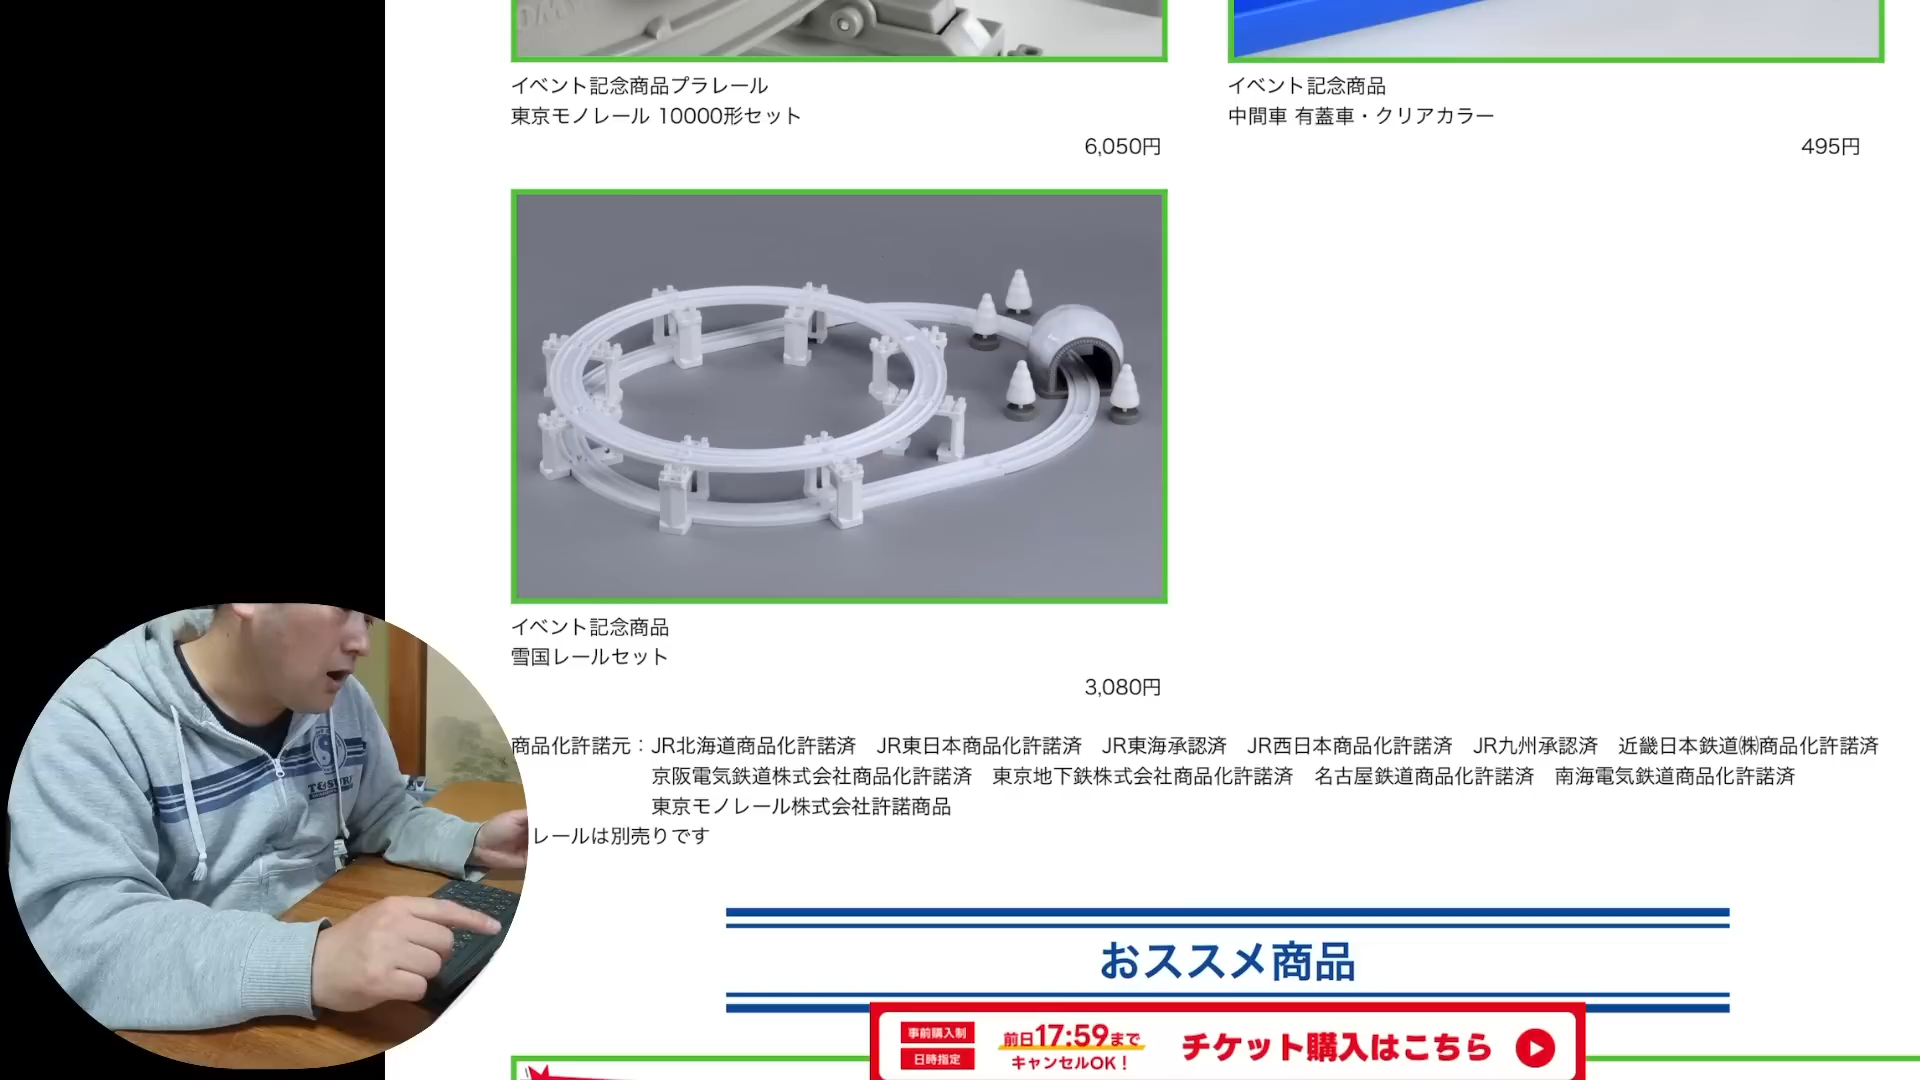 イベント記念商品プラレール
東京モノレール 10000形セット
6,050円
イベント記念商品
中間車 有蓋車・クリアカラー
495円
イベント記念商品
雪国レールセット
3,080円
商品化許諾元：JR北海道商品化許諾済　JR東日本商品化許諾済　JR東海承認済　JR西日本商品化許諾済　JR九州承認済　近畿日本鉄道㈱商品化許諾済
京阪電気鉄道株式会社商品化許諾済　東京地下鉄株式会社商品化許諾済　名古屋鉄道商品化許諾済　南海電気鉄道商品化許諾済
東京モノレール株式会社許諾商品
レールは別売りです
おススメ商品
事前購入制
日時指定
前日17:59まで
キャンセルOK！
チケット購入はこちら